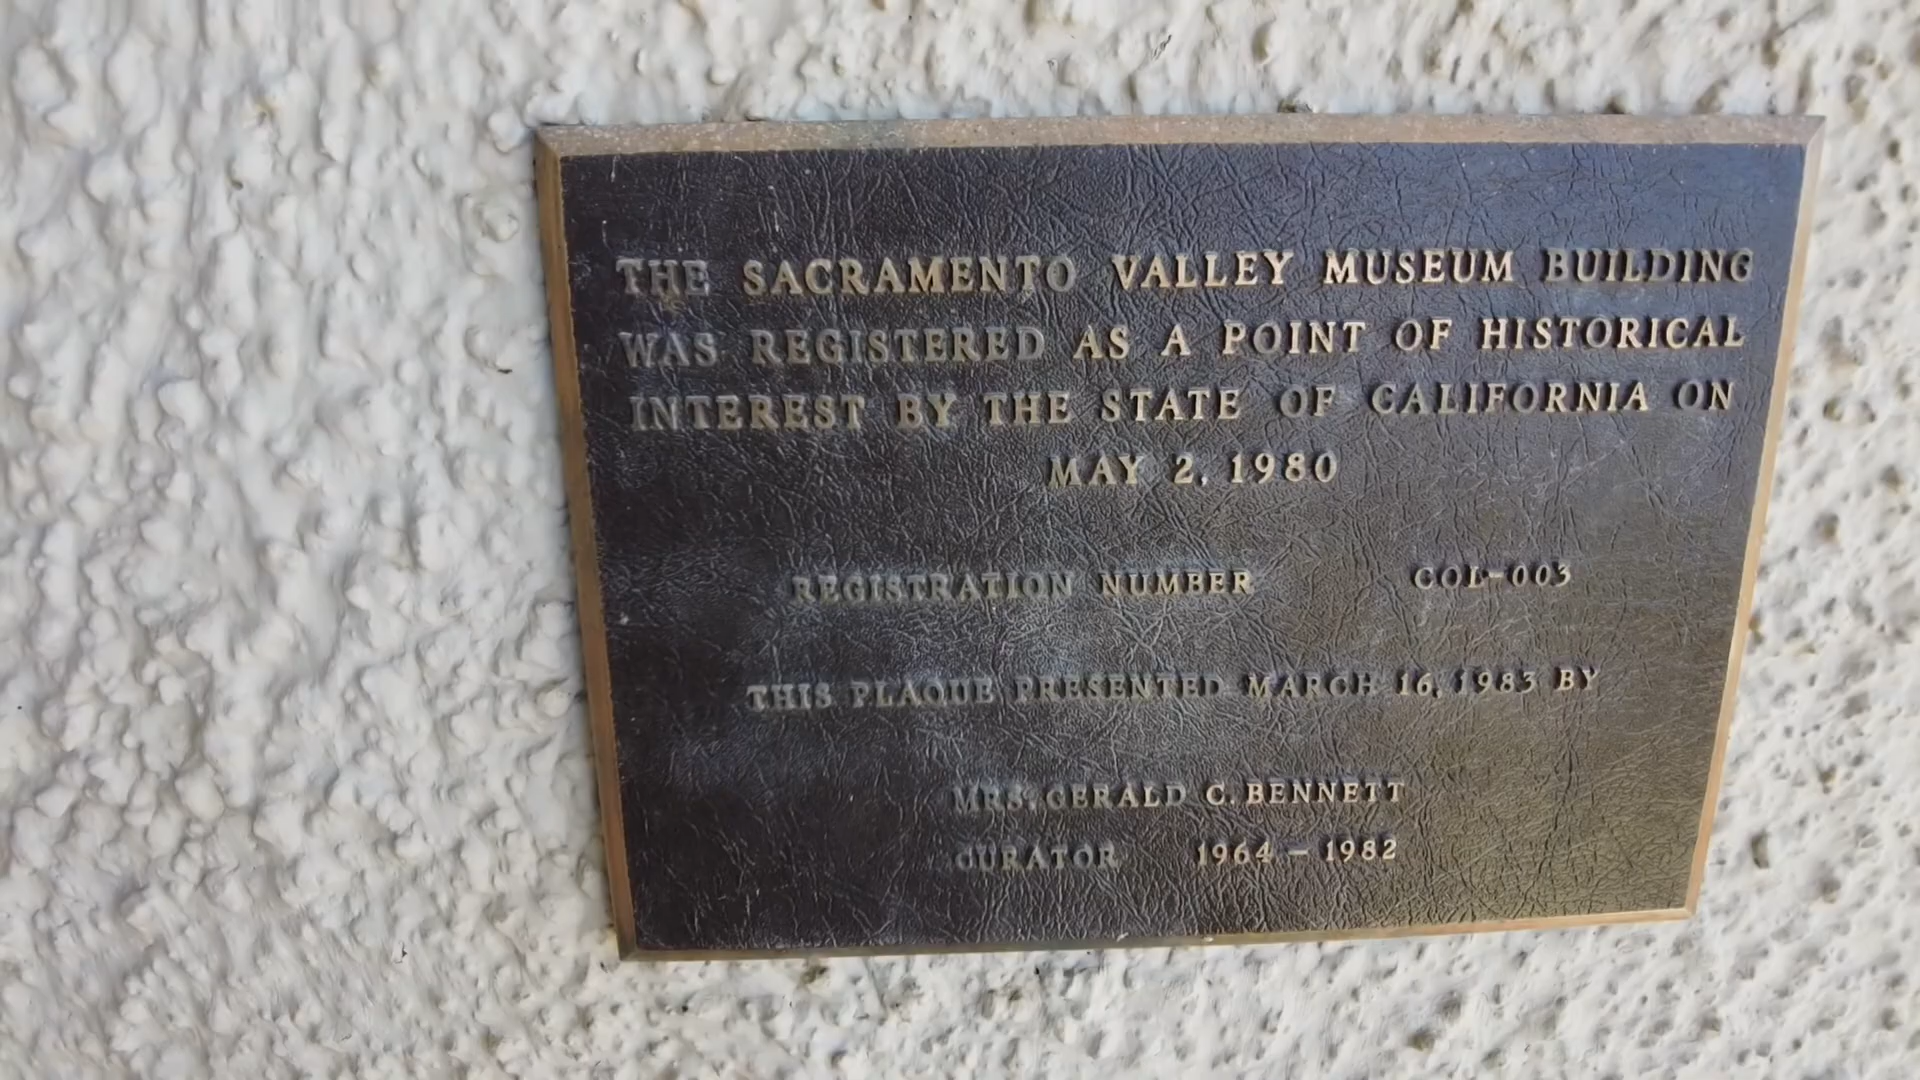 THE SACRAMENTO VALLEY MUSEUM BUILDING
WAS REGISTERED AS A POINT OF HISTORICAL
INTEREST BY THE STATE OF CALIFORNIA ON
MAY 2, 1980
REGISTRATION NUMBER COL-003
THIS PLAQUE PRESENTED MARCH 16, 1983 BY
MRS. GERALD C. BENNETT
CURATOR 1964 - 1982